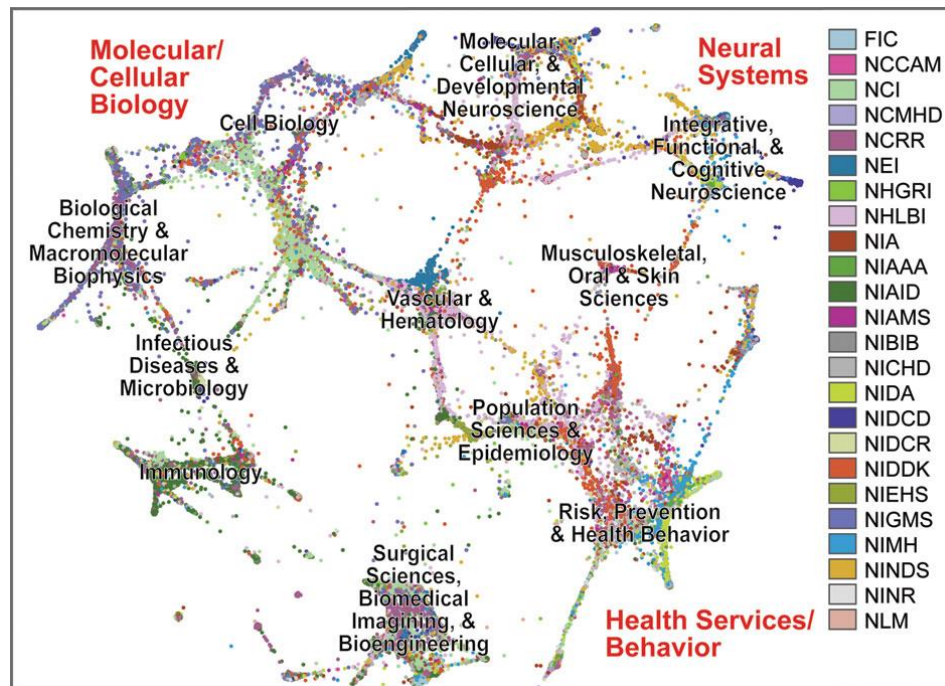 Molecular/
Cellular
Biology
Molecular,
Cellular, &
Developmental
Neuroscience
Neural
Systems
Cell Biology
Integrative,
Functional, &
Cognitive
Neuroscience
Biological
Chemistry &
Macromolecular
Biophysics
Musculoskeletal,
Oral & Skin
Sciences
Vascular &
Hematology
Infectious
Diseases &
Microbiology
Population
Sciences &
Epidemiology
Immunology
Risk, Prevention
& Health Behavior
Surgical
Sciences,
Biomedical
Imagining, &
Bioengineering
Health Services/
Behavior
FIC
NCCAM
NCI
NCMHD
NCRR
NEI
NHGRI
NHLBI
NIA
NIAAA
NIAID
NIAMS
NIBIB
NICHD
NIDA
NIDCD
NIDCR
NIDDK
NIEHS
NIGMS
NIMH
NINDS
NINR
NLM